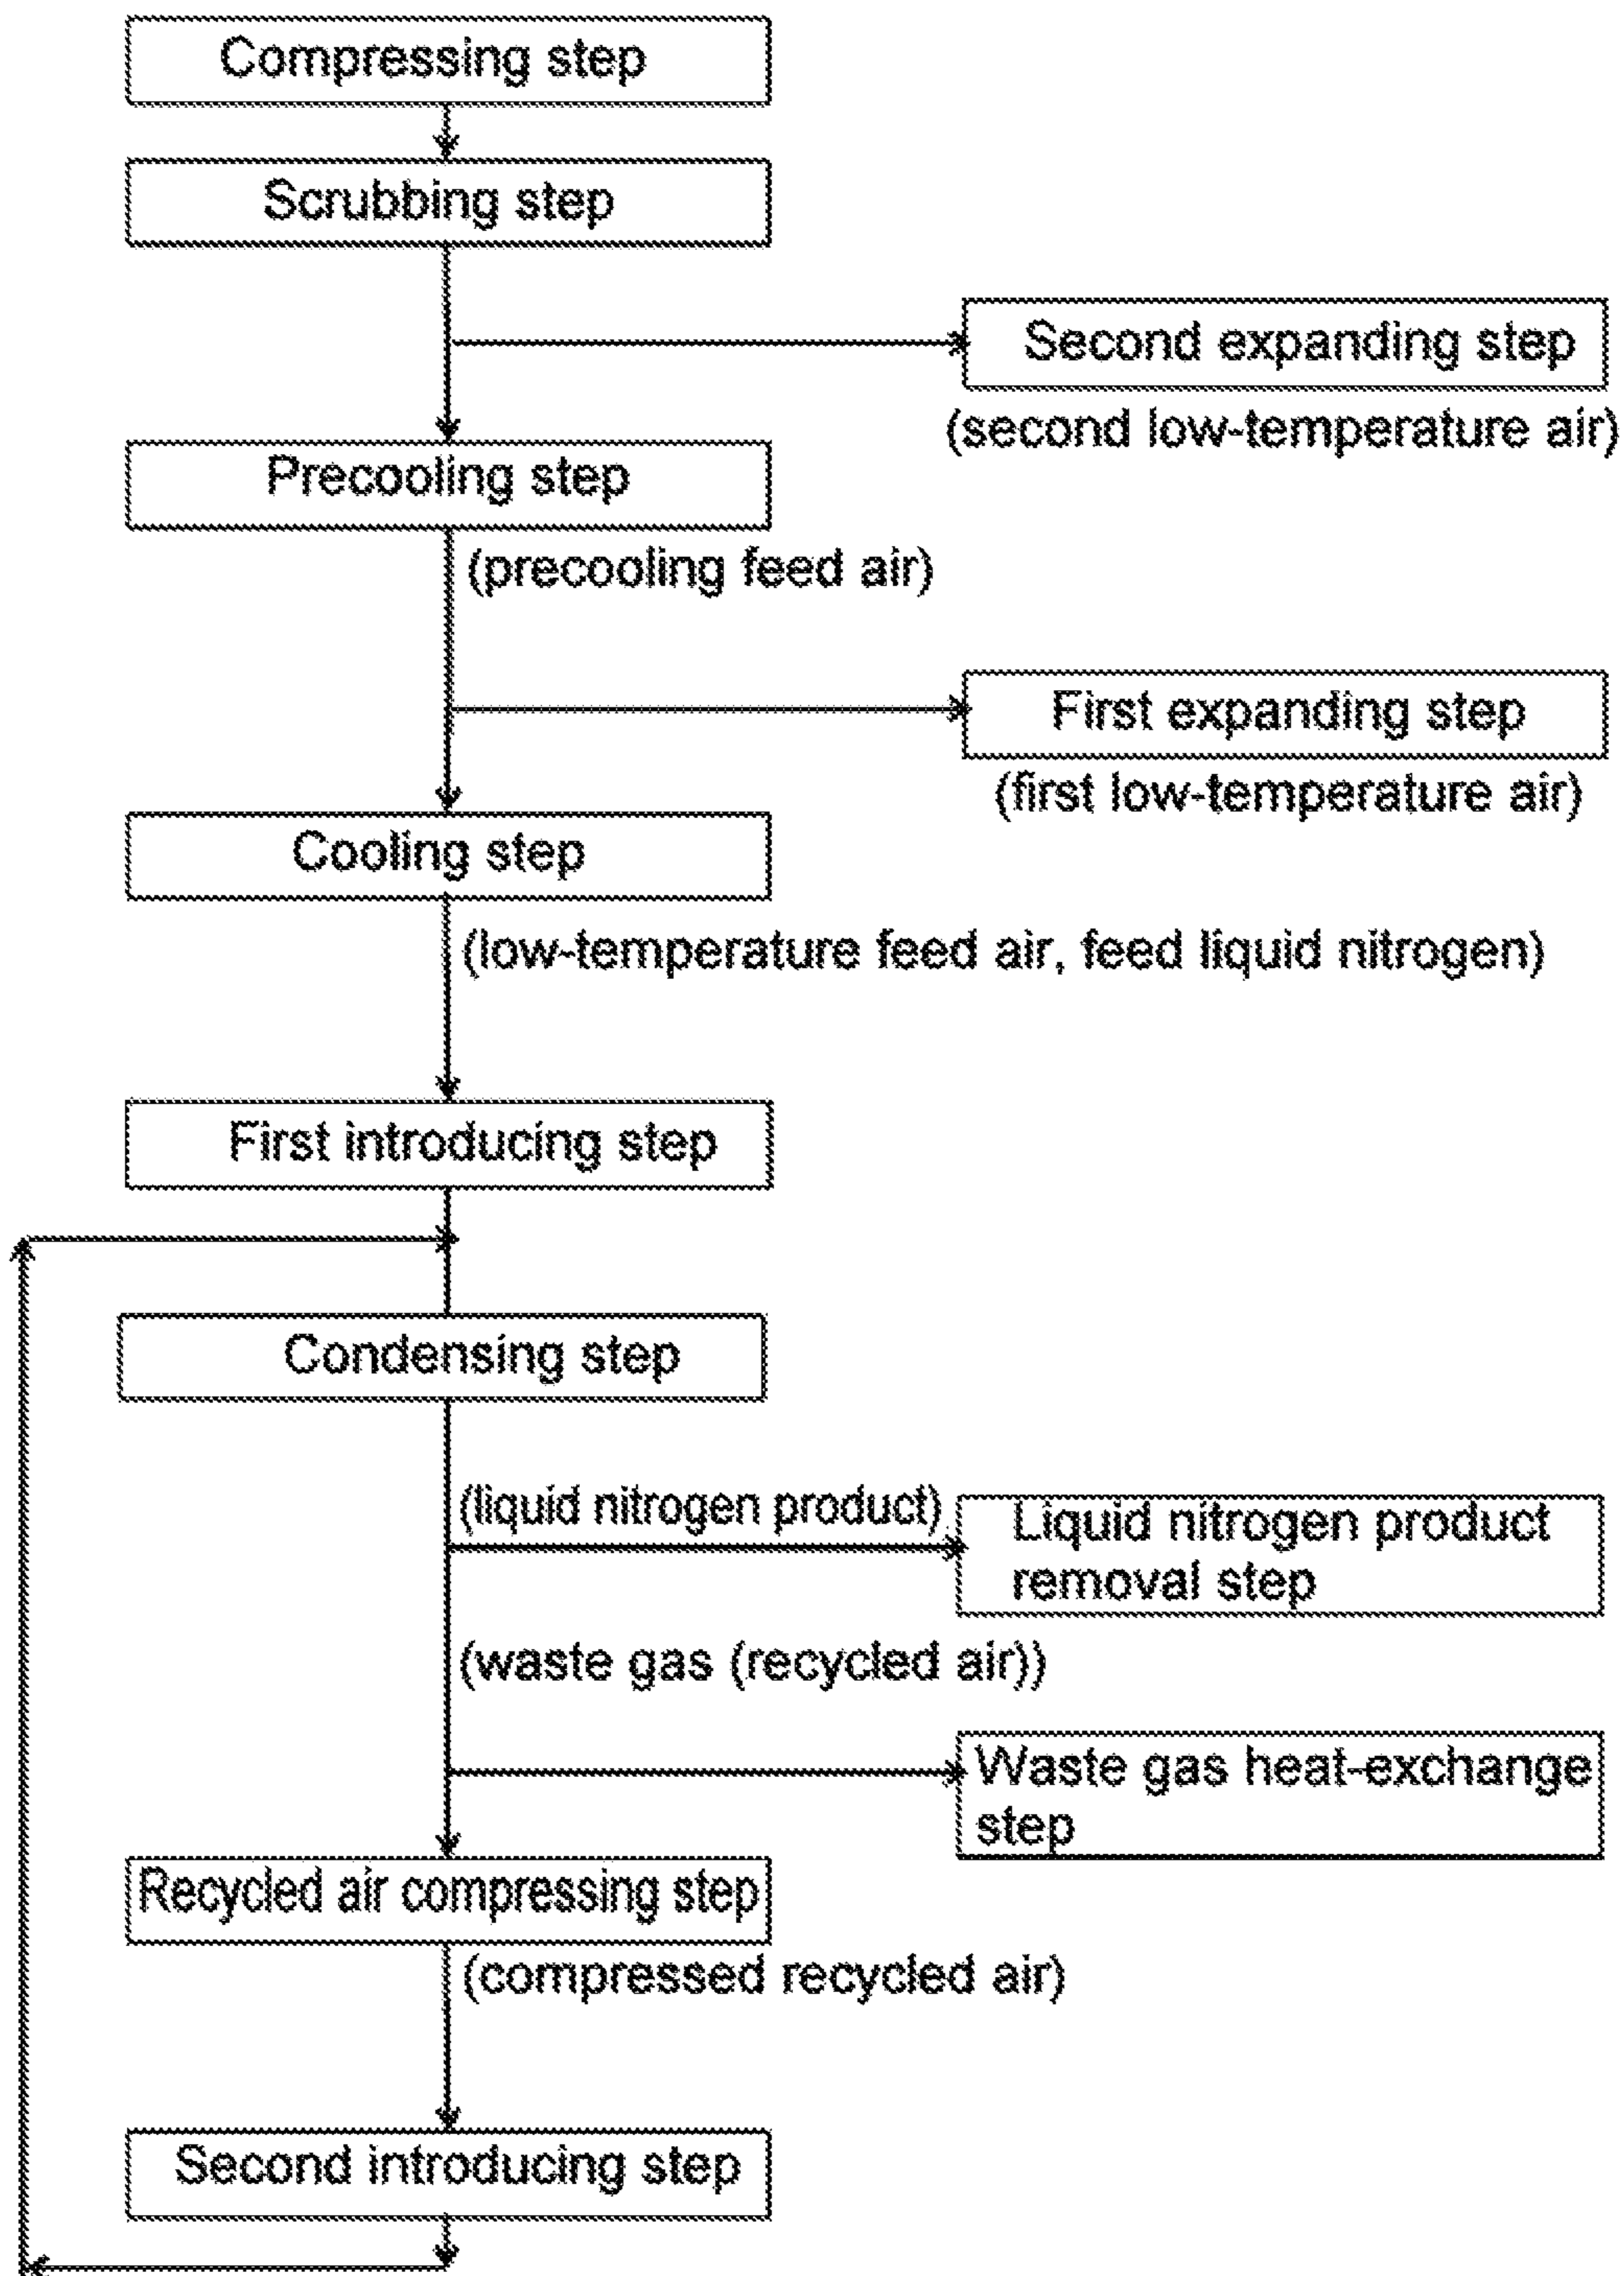 Compressing step
Scrubbing step
Second expanding step
(second low-temperature air)
Precooling step
(precooling feed air)
First expanding step
(first low-temperature air)
Cooling step
(low-temperature feed air, feed liquid nitrogen)
First introducing step
Condensing step
(liquid nitrogen product)
Liquid nitrogen product
removal step
(waste gas (recycled air))
Waste gas heat-exchange
step
Recycled air compressing step
(compressed recycled air)
Second introducing step